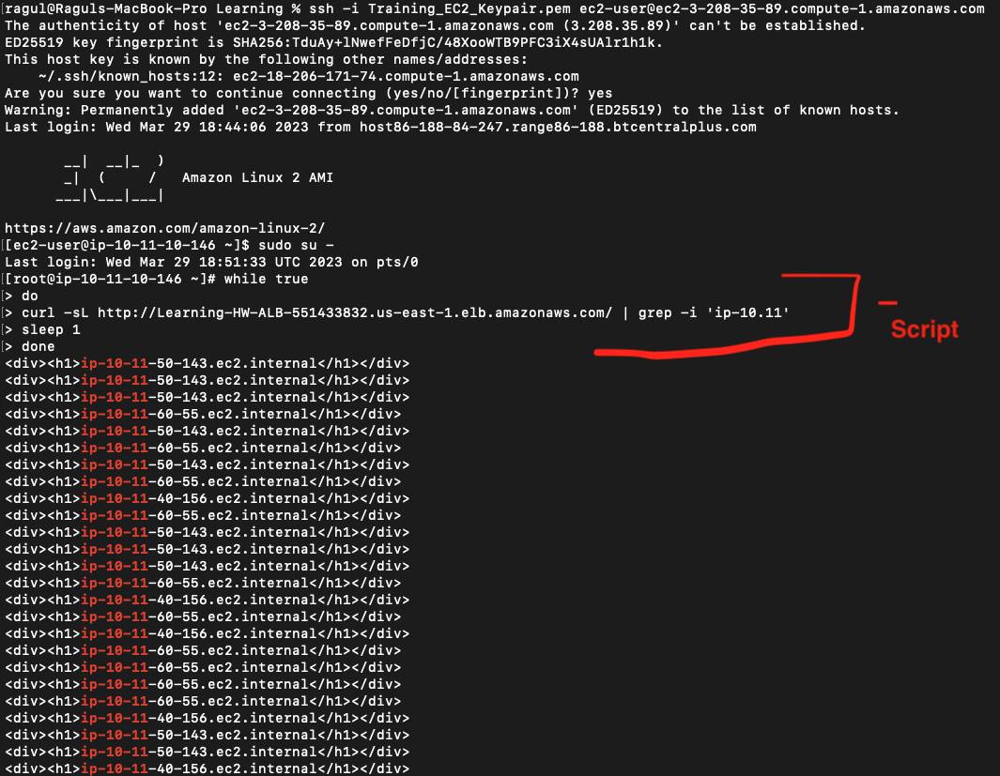 [ragul@Raguls-MacBook-Pro Learning % ssh -i Training_EC2_Keypair.pem ec2-user@ec2-3-208-35-89.compute-1.amazonaws.com
The authenticity of host 'ec2-3-208-35-89.compute-1.amazonaws.com (3.208.35.89)' can't be established.
ED25519 key fingerprint is SHA256:TduAy+lNwefFeDfjC/48XooWTB9PFC3iX4sUAlr1h1k.
This host key is known by the following other names/addresses:
    ~/.ssh/known_hosts:12: ec2-18-206-171-74.compute-1.amazonaws.com
Are you sure you want to continue connecting (yes/no/[fingerprint])? yes
Warning: Permanently added 'ec2-3-208-35-89.compute-1.amazonaws.com' (ED25519) to the list of known hosts.
Last login: Wed Mar 29 18:44:06 2023 from host86-188-84-247.range86-188.btcentralplus.com
       __|  __|_  )
       _|  (     /   Amazon Linux 2 AMI
      ___|\___|___|
https://aws.amazon.com/amazon-linux-2/
[[ec2-user@ip-10-11-10-146 ~]$ sudo su -
Last login: Wed Mar 29 18:51:33 UTC 2023 on pts/0
[[root@ip-10-11-10-146 ~]# while true
[> do
[> curl -sL http://Learning-HW-ALB-551433832.us-east-1.elb.amazonaws.com/ | grep -i 'ip-10.11'
[> sleep 1
[> done
Script
<div><h1>ip-10-11-50-143.ec2.internal</h1></div>
<div><h1>ip-10-11-50-143.ec2.internal</h1></div>
<div><h1>ip-10-11-50-143.ec2.internal</h1></div>
<div><h1>ip-10-11-60-55.ec2.internal</h1></div>
<div><h1>ip-10-11-50-143.ec2.internal</h1></div>
<div><h1>ip-10-11-60-55.ec2.internal</h1></div>
<div><h1>ip-10-11-50-143.ec2.internal</h1></div>
<div><h1>ip-10-11-60-55.ec2.internal</h1></div>
<div><h1>ip-10-11-40-156.ec2.internal</h1></div>
<div><h1>ip-10-11-60-55.ec2.internal</h1></div>
<div><h1>ip-10-11-50-143.ec2.internal</h1></div>
<div><h1>ip-10-11-50-143.ec2.internal</h1></div>
<div><h1>ip-10-11-50-143.ec2.internal</h1></div>
<div><h1>ip-10-11-60-55.ec2.internal</h1></div>
<div><h1>ip-10-11-40-156.ec2.internal</h1></div>
<div><h1>ip-10-11-60-55.ec2.internal</h1></div>
<div><h1>ip-10-11-40-156.ec2.internal</h1></div>
<div><h1>ip-10-11-60-55.ec2.internal</h1></div>
<div><h1>ip-10-11-60-55.ec2.internal</h1></div>
<div><h1>ip-10-11-60-55.ec2.internal</h1></div>
<div><h1>ip-10-11-60-55.ec2.internal</h1></div>
<div><h1>ip-10-11-40-156.ec2.internal</h1></div>
<div><h1>ip-10-11-50-143.ec2.internal</h1></div>
<div><h1>ip-10-11-50-143.ec2.internal</h1></div>
<div><h1>ip-10-11-40-156.ec2.internal</h1></div>